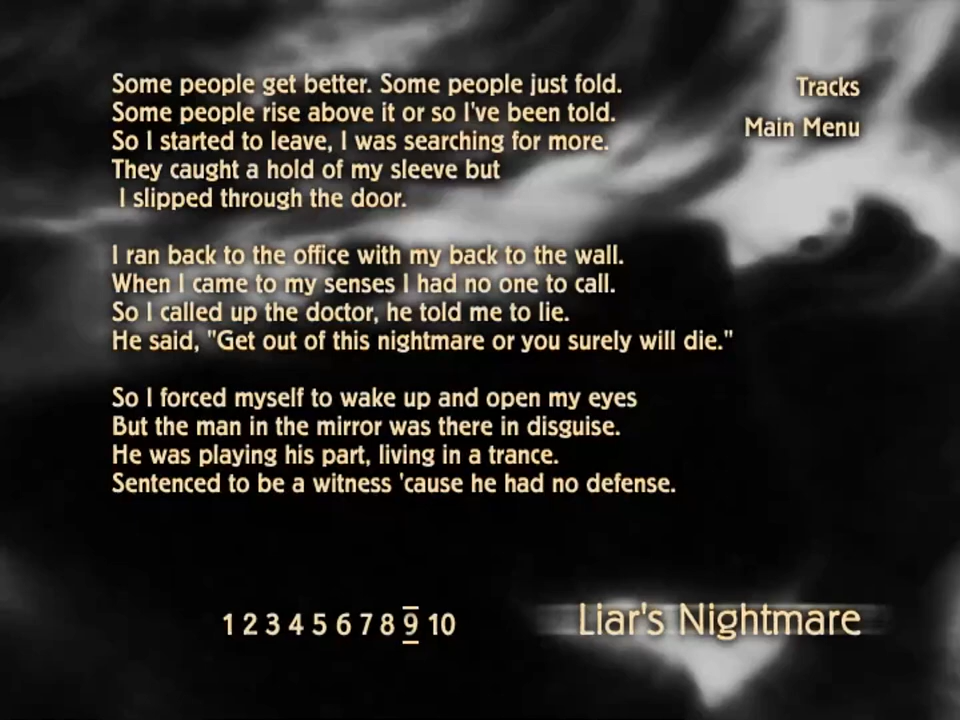 Some people get better. Some people just fold.
Some people rise above it or so I've been told.
So I started to leave, I was searching for more.
They caught a hold of my sleeve but
I slipped through the door.
I ran back to the office with my back to the wall.
When I came to my senses I had no one to call.
So I called up the doctor, he told me to lie.
He said, "Get out of this nightmare or you surely will die."
So I forced myself to wake up and open my eyes
But the man in the mirror was there in disguise.
He was playing his part, living in a trance.
Sentenced to be a witness 'cause he had no defense.
Tracks
Main Menu
1 2 3 4 5 6 7 8 9 10
Liar's Nightmare